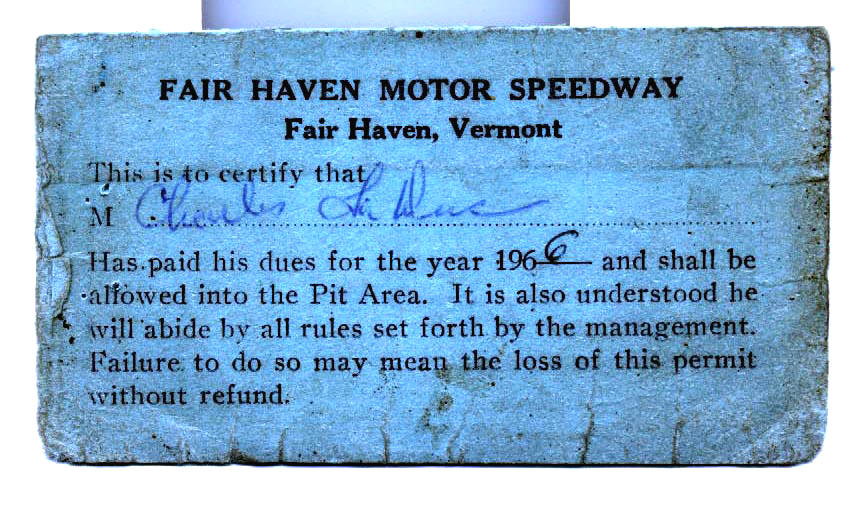 FAIR HAVEN MOTOR SPEEDWAY
Fair Haven, Vermont
This is to certify that
M Charles
Has paid his dues for the year 1966 and shall be
allowed into the Pit Area. It is also understood he
will abide by all rules set forth by the management.
Failure to do so may mean the loss of this permit
without refund.